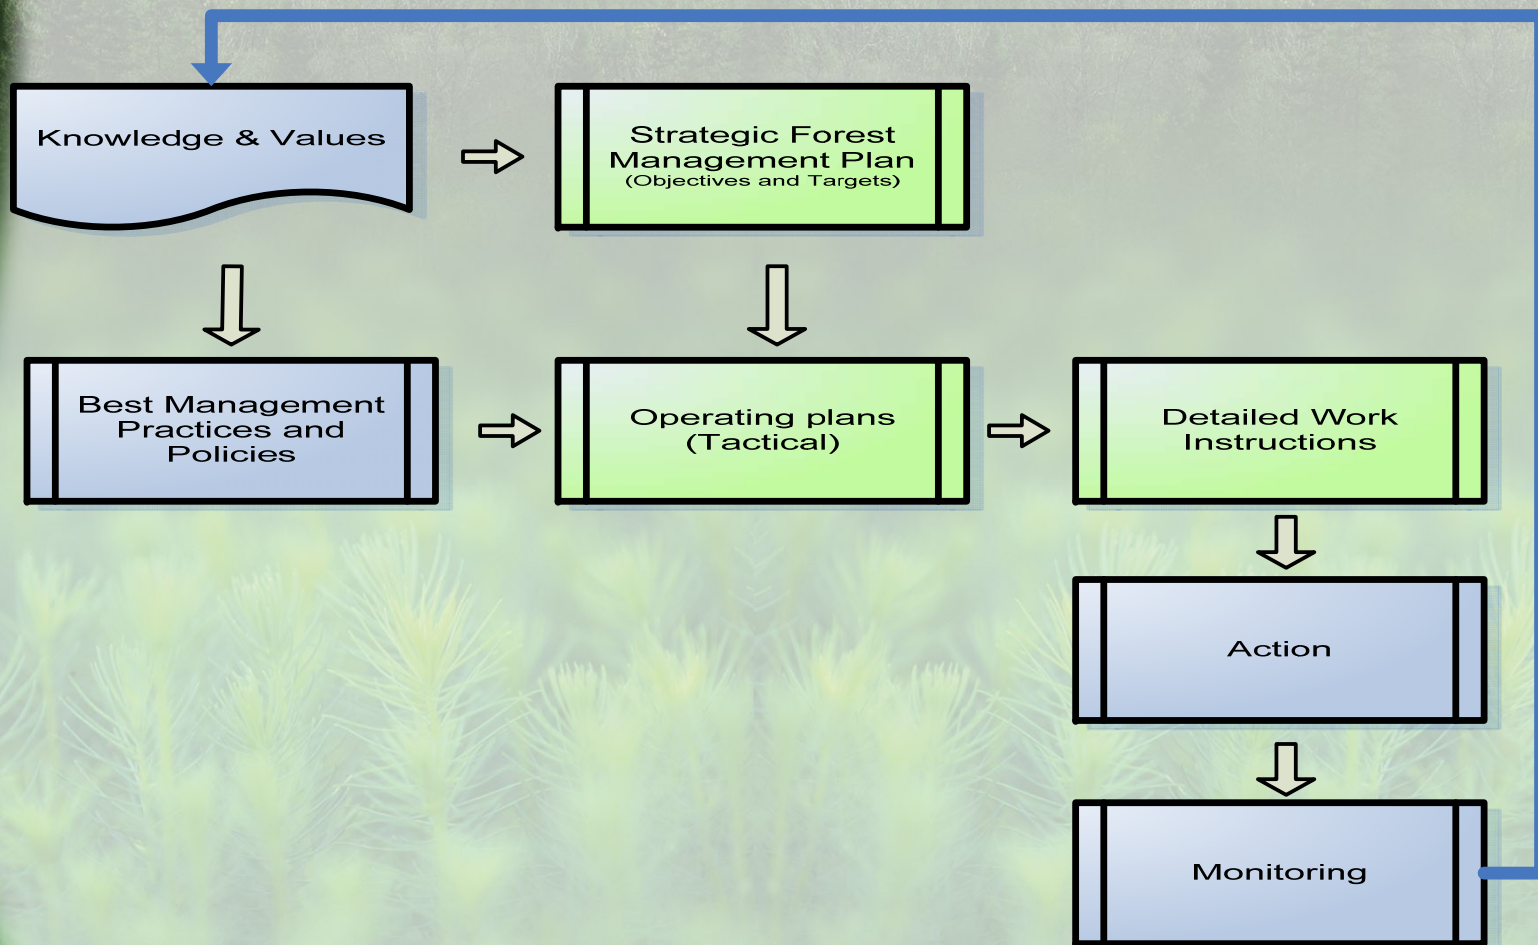 Knowledge & Values
Strategic Forest
Management Plan
(Objectives and Targets)
Best Management
Practices and
Policies
Operating plans
(Tactical)
Detailed Work
Instructions
Action
Monitoring